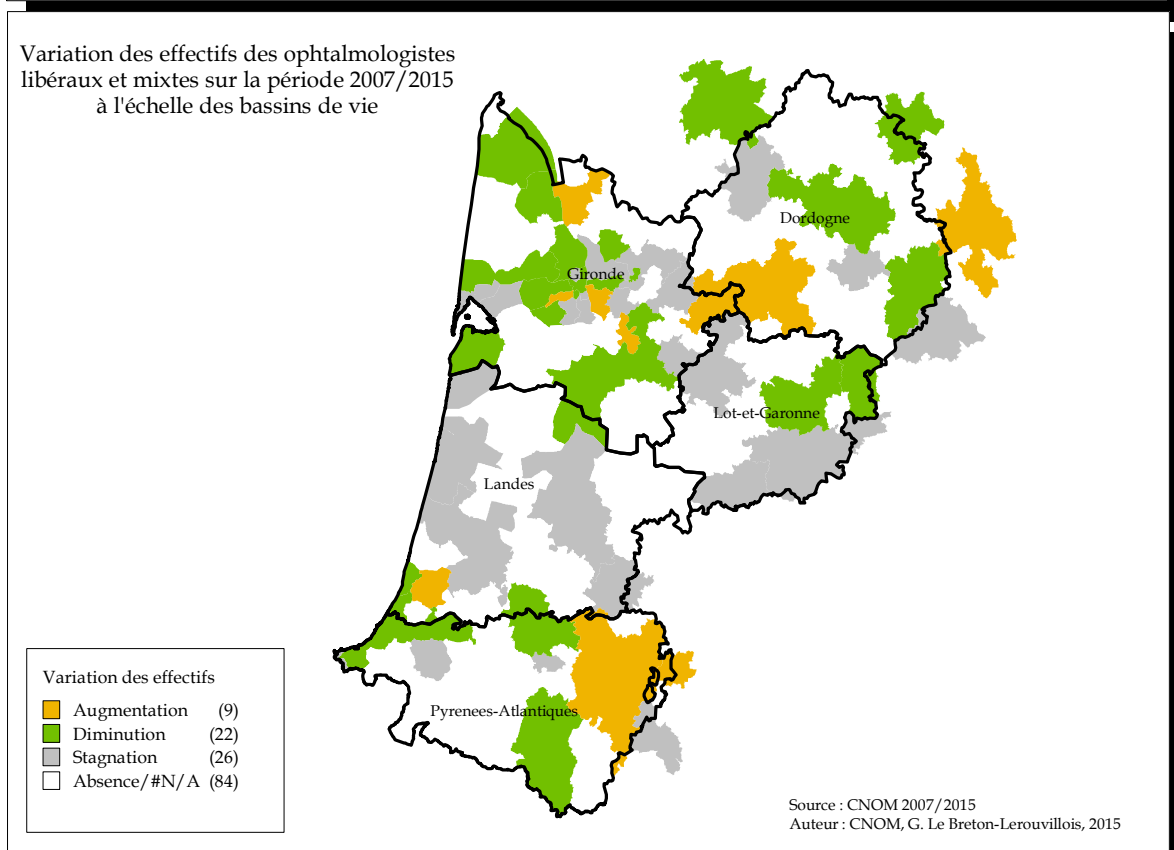 Variation des effectifs des ophtalmologistes
libéraux et mixtes sur la période 2007/2015
à l'échelle des bassins de vie
Dordogne
Gironde
Lot-et-Garonne
Landes
Pyrenees-Atlantiques
Variation des effectifs
Augmentation (9)
Diminution (22)
Stagnation (26)
Absence/#N/A (84)
Source : CNOM 2007/2015
Auteur : CNOM, G. Le Breton-Lerouvillois, 2015